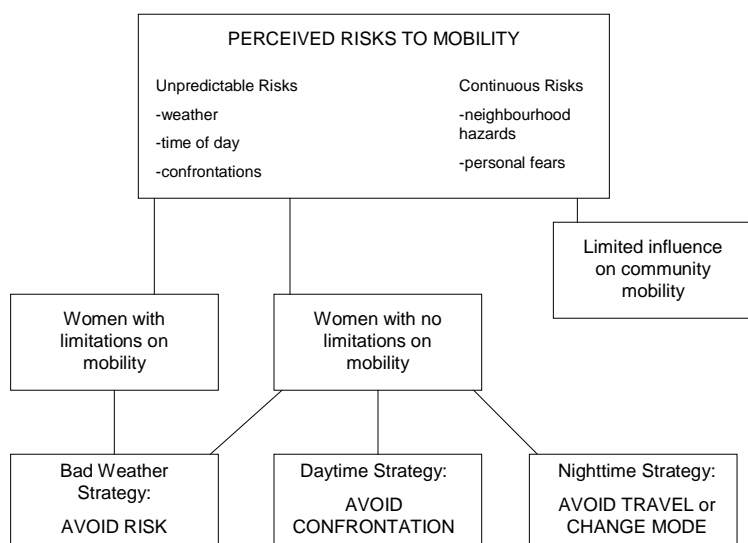 PERCEIVED RISKS TO MOBILITY
Unpredictable Risks
-weather
-time of day
-confrontations
Continuous Risks
-neighbourhood
hazards
-personal fears
Limited influence
on community
mobility
Women with
limitations on
mobility
Women with no
limitations on
mobility
Bad Weather
Strategy:
AVOID RISK
Daytime Strategy:
AVOID
CONFRONTATION
Nighttime Strategy:
AVOID TRAVEL or
CHANGE MODE